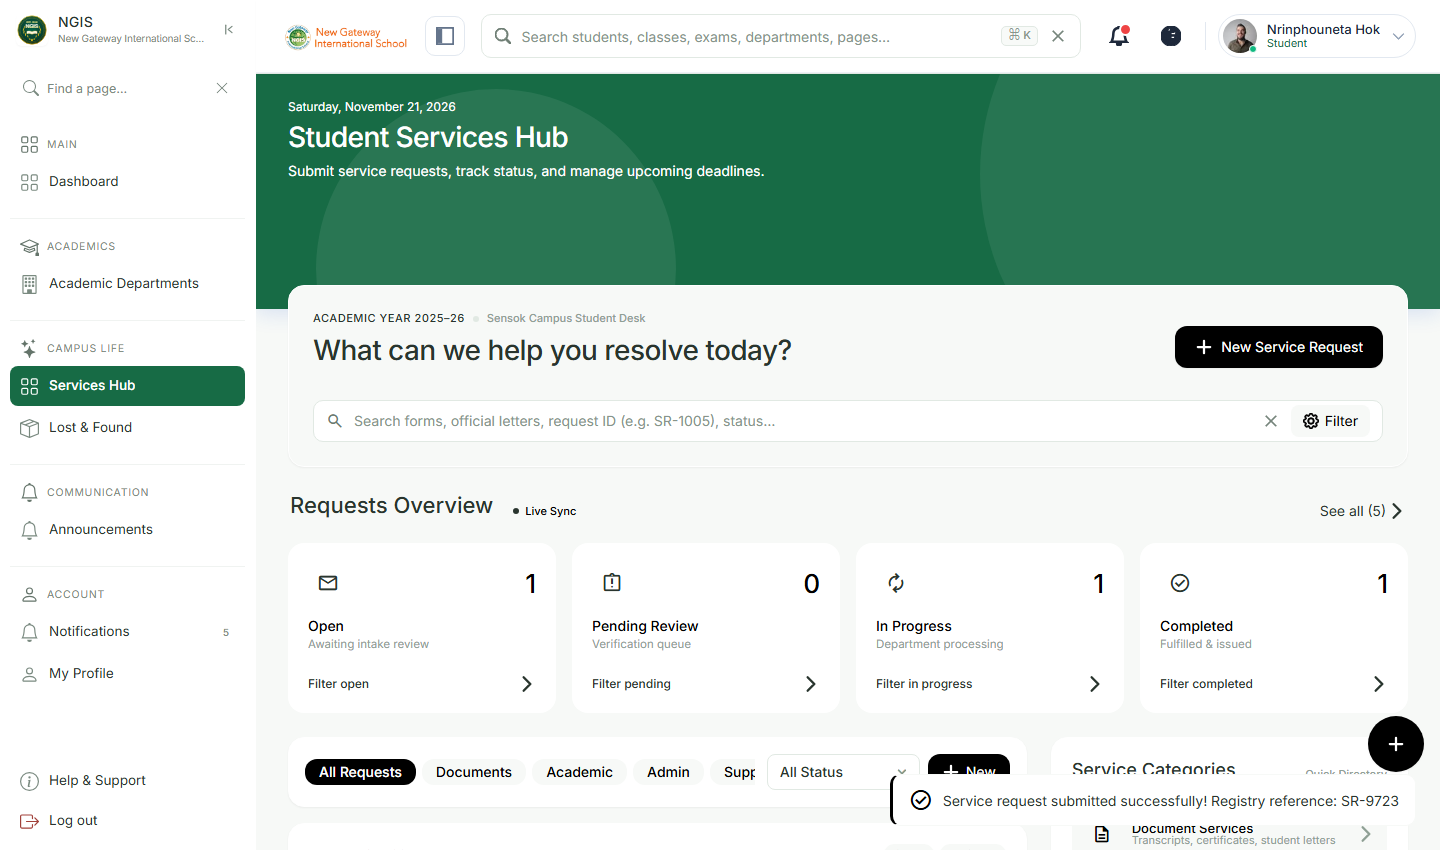 NGIS
New Gateway International Sc...
Find a page...
MAIN
Dashboard
ACADEMICS
Academic Departments
CAMPUS LIFE
Services Hub
Lost & Found
COMMUNICATION
Announcements
ACCOUNT
Notifications 5
My Profile
Help & Support
Log out
New Gateway
International School
Search students, classes, exams, departments, pages...
⌘ K
Nrinphouneta Hok
Student
Saturday, November 21, 2026
Student Services Hub
Submit service requests, track status, and manage upcoming deadlines.
ACADEMIC YEAR 2025–26 Sensok Campus Student Desk
What can we help you resolve today?
New Service Request
Search forms, official letters, request ID (e.g. SR-1005), status...
Filter
Requests Overview
Live Sync
See all (5)
1
Open
Awaiting intake review
Filter open
0
Pending Review
Verification queue
Filter pending
1
In Progress
Department processing
Filter in progress
1
Completed
Fulfilled & issued
Filter completed
All Requests Documents Academic Admin Supp
All Status
New
Service Categories
Quick Directory
Service request submitted successfully! Registry reference: SR-9723
Document Services
Transcripts, certificates, student letters